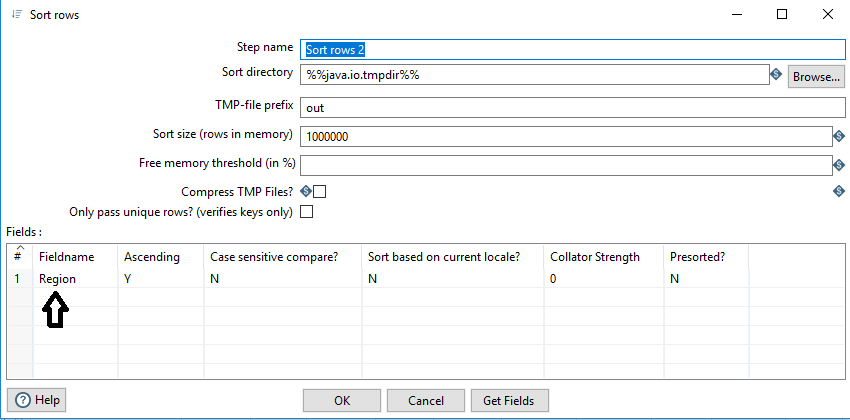 Sort rows
Step name Sort rows 2
Sort directory %%java.io.tmpdir%% Browse...
TMP-file prefix out
Sort size (rows in memory) 1000000
Free memory threshold (in %)
Compress TMP Files?
Only pass unique rows? (verifies keys only)
Fields :
# Fieldname Ascending Case sensitive compare? Sort based on current locale? Collator Strength Presorted?
1 Region Y N N 0 N
Help OK Cancel Get Fields